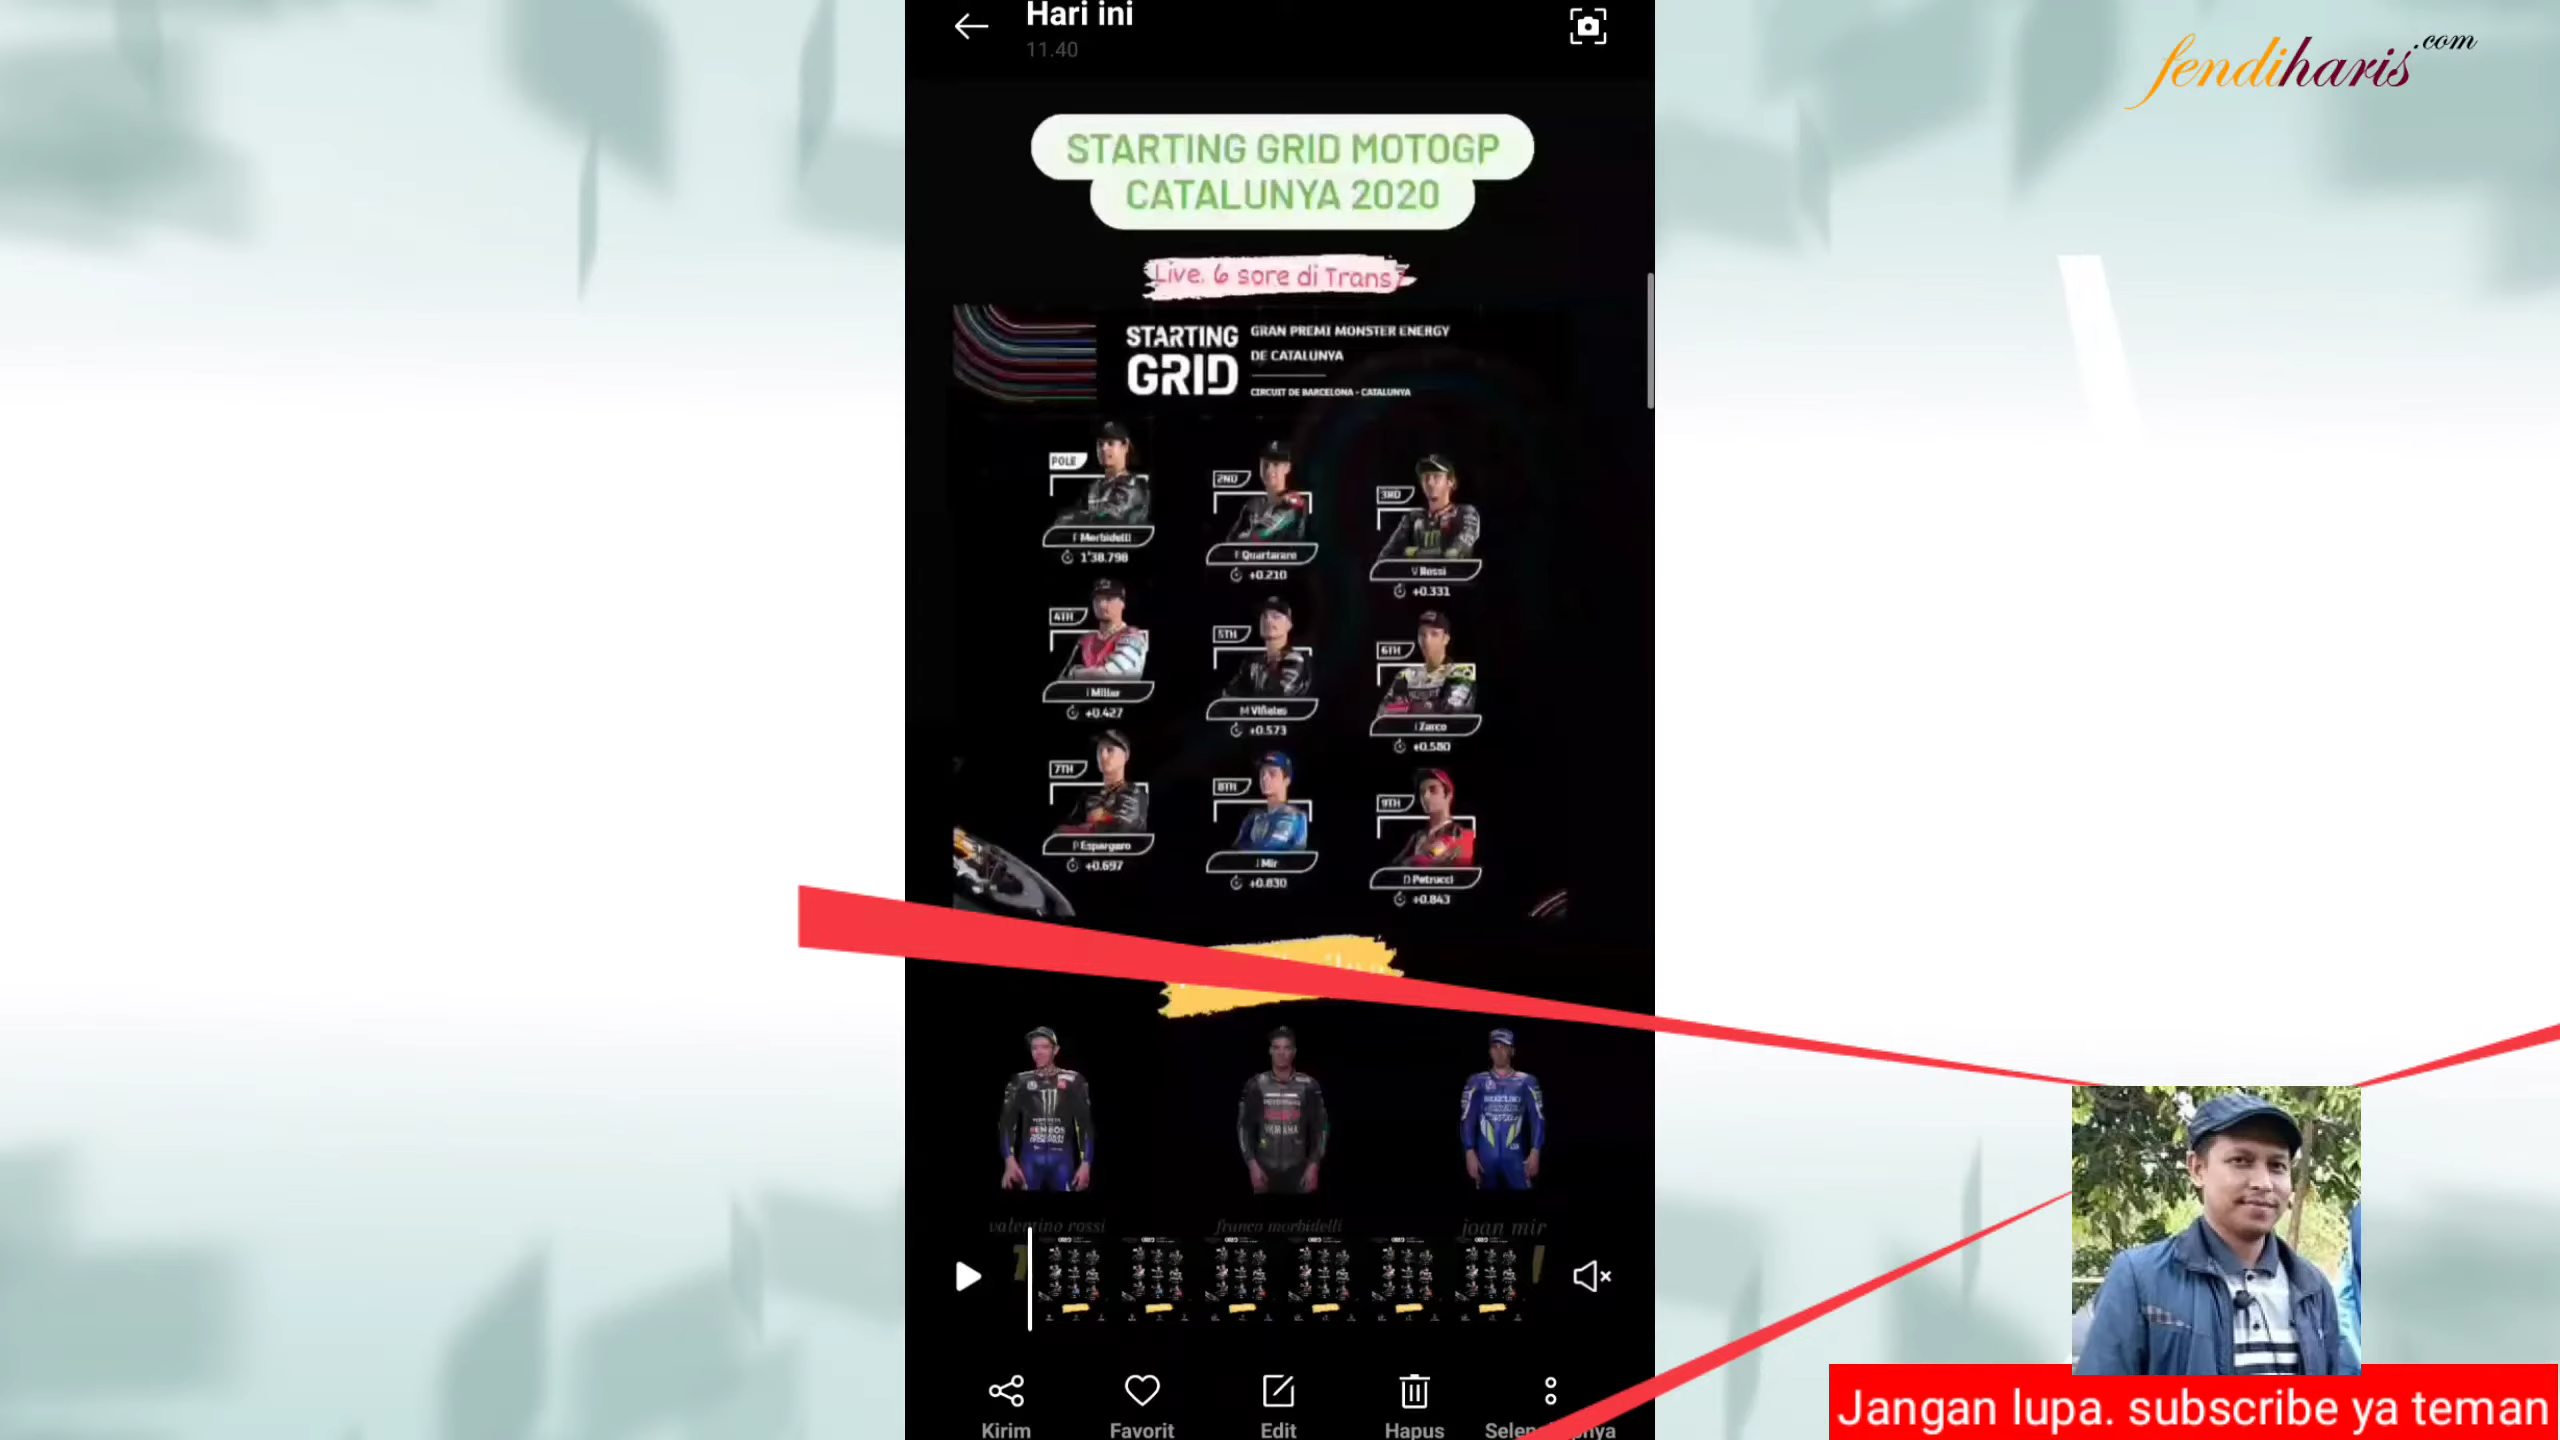 Hari ini
11.40
fendiharis.com
STARTING GRID MOTOGP
CATALUNYA 2020
Live. 6 sore di Trans7
STARTING
GRID
GRAN PREMI MONSTER ENERGY
DE CATALUNYA
CIRCUIT DE BARCELONA - CATALUNYA
POLE
F Morbidelli
1'38.798
2ND
F Quartararo
+0.210
3RD
V Rossi
+0.331
4TH
J Miller
+0.427
5TH
M Viñales
+0.573
6TH
J Zarco
+0.580
7TH
P Espargaro
+0.697
8TH
J Mir
+0.830
9TH
D Petrucci
+0.843
valentino rossi
franco morbidelli
joan mir
Kirim
Favorit
Edit
Hapus
Jangan lupa. subscribe ya teman